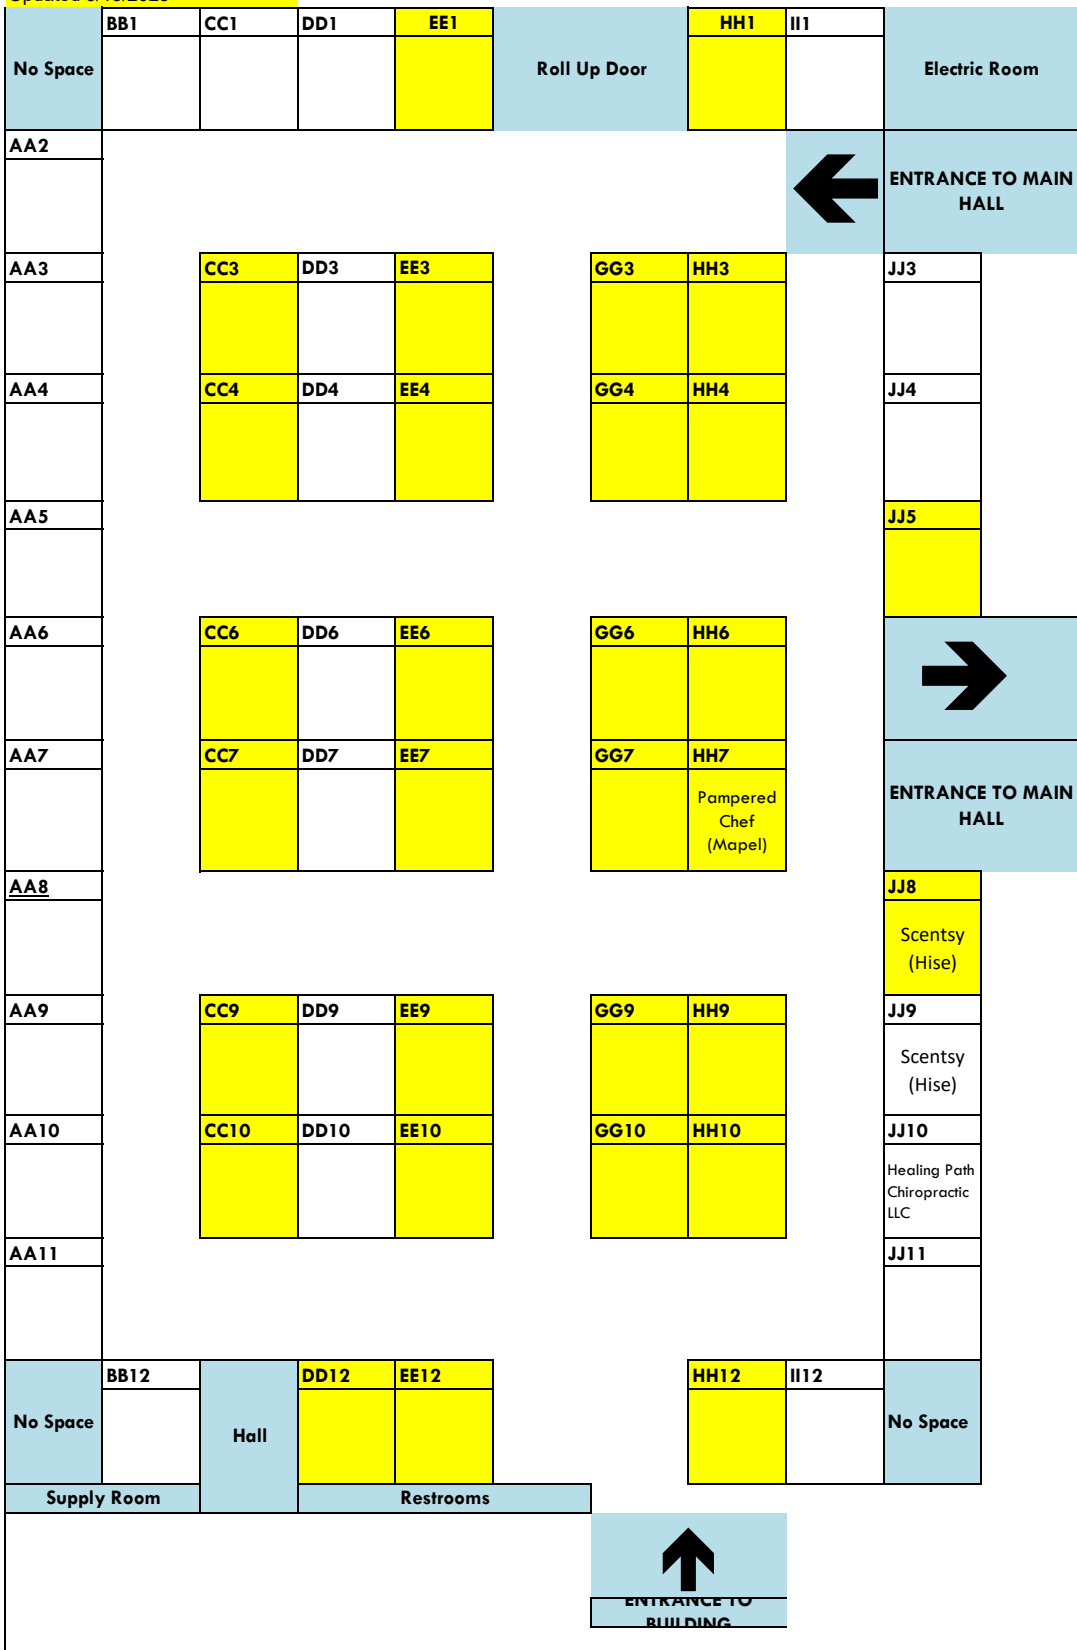 BB1 CC1 DD1 EE1 HH1 II1
No Space Roll Up Door Electric Room
AA2
ENTRANCE TO MAIN
HALL
AA3 CC3 DD3 EE3 GG3 HH3 JJ3
AA4 CC4 DD4 EE4 GG4 HH4 JJ4
AA5 JJ5
AA6 CC6 DD6 EE6 GG6 HH6
AA7 CC7 DD7 EE7 GG7 HH7
Pampered
Chef
(Mapel)
ENTRANCE TO MAIN
HALL
AA8 JJ8
Scentsy
(Hise)
AA9 CC9 DD9 EE9 GG9 HH9 JJ9
Scentsy
(Hise)
AA10 CC10 DD10 EE10 GG10 HH10 JJ10
Healing Path
Chiropractic
LLC
AA11 JJ11
BB12 DD12 EE12 HH12 II12
No Space Hall No Space
Supply Room Restrooms
ENTRANCE TO
BUILDING